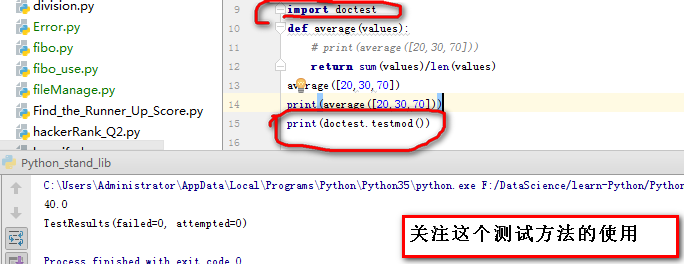 division.py
Error.py
fibo.py
fibo_use.py
fileManage.py
Find_the_Runner_Up_Score.py
hackerRank_Q2.py
9 import doctest
10 def average(values):
11 # print(average([20,30,70]))
12 return sum(values)/len(values)
13 average([20,30,70])
14 print(average([20,30,70]))
15 print(doctest.testmod())
16
Python_stand_lib
C:\Users\Administrator\AppData\Local\Programs\Python\Python35\python.exe F:/DataScience/learn-Python/Python
40.0
TestResults(failed=0, attempted=0)
Process finished with exit code 0
关注这个测试方法的使用